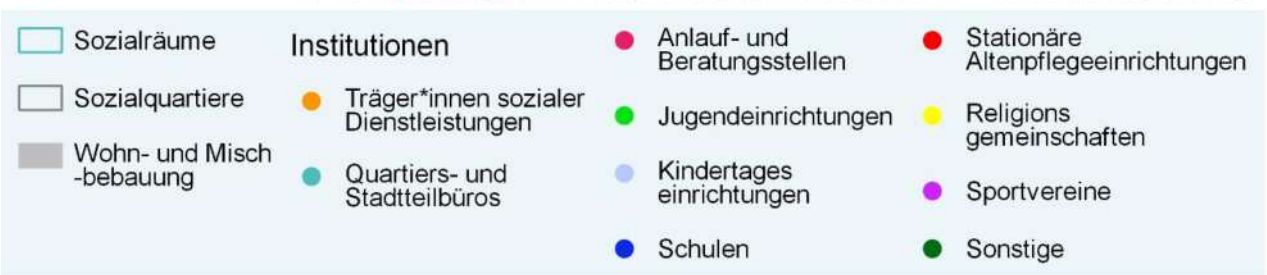 Sozialräume
Sozialquartiere
Wohn- und Misch
-bebauung
Institutionen
Träger*innen sozialer
Dienstleistungen
Quartiers- und
Stadtteilbüros
Anlauf- und
Beratungsstellen
Jugendeinrichtungen
Kindertages
einrichtungen
Schulen
Stationäre
Altenpflegeeinrichtungen
Religions
gemeinschaften
Sportvereine
Sonstige